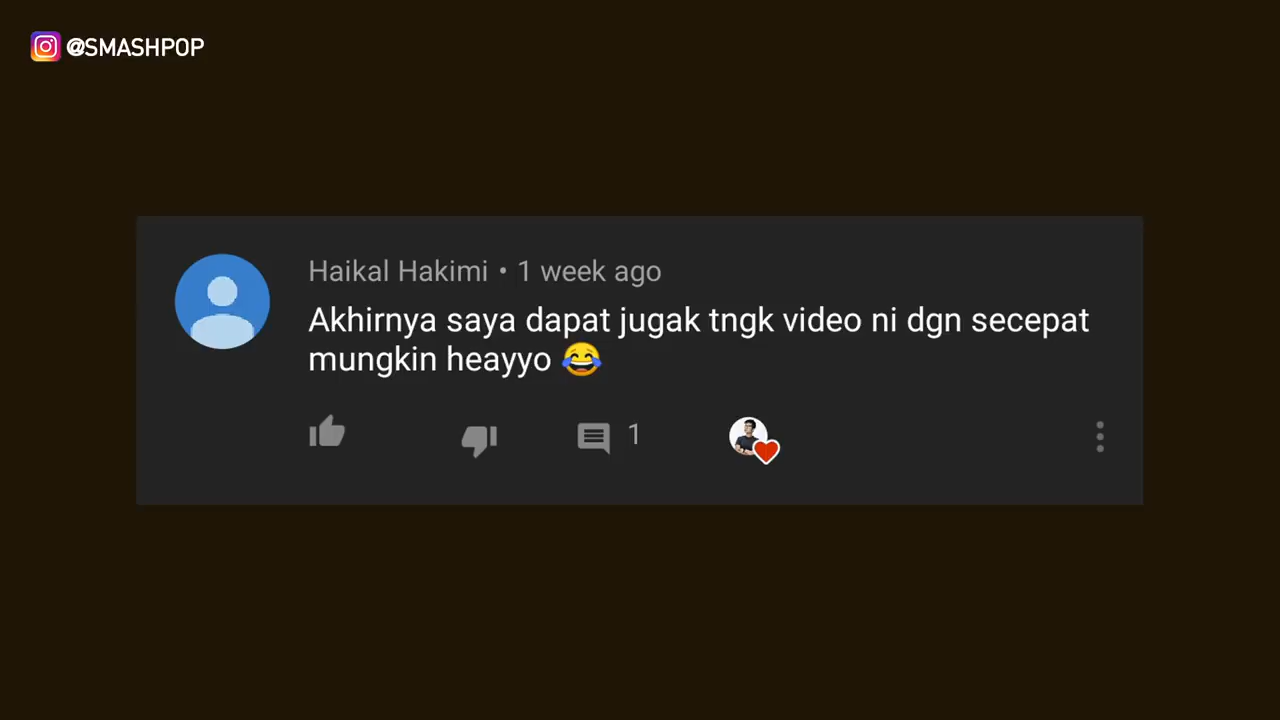 @SMASHPOP
Haikal Hakimi • 1 week ago
Akhirnya saya dapat jugak tngk video ni dgn secepat
mungkin heayyo 😂
1